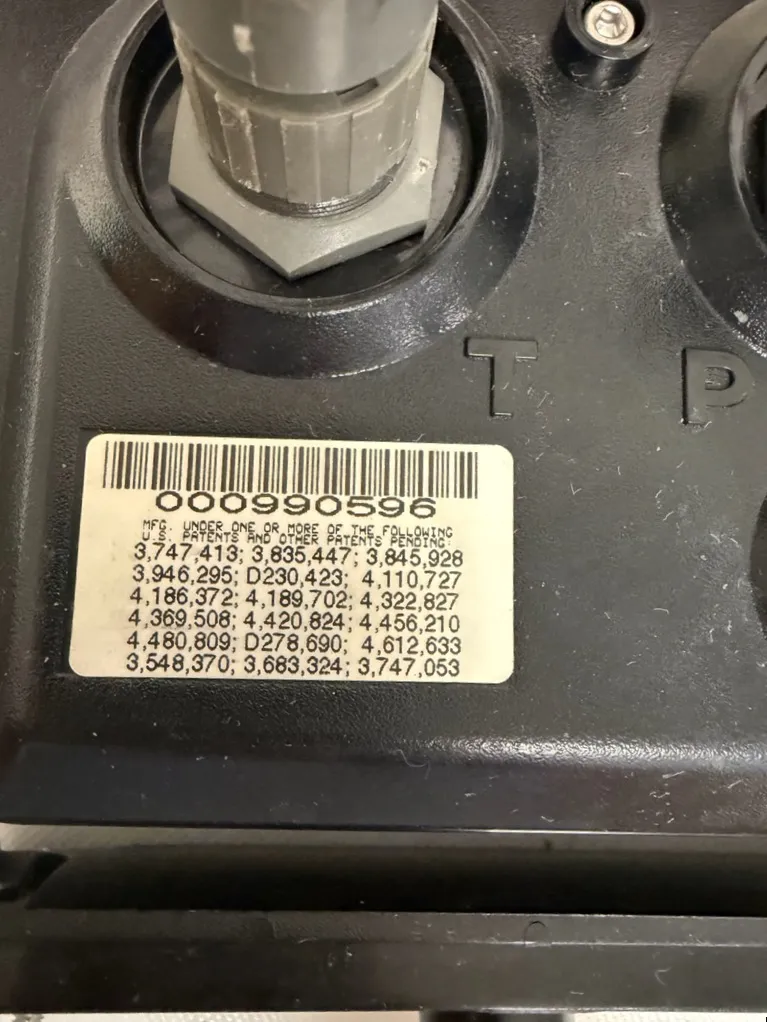 T P
000990596
MFG. UNDER ONE OR MORE OF THE FOLLOWING
U.S. PATENTS AND OTHER PATENTS PENDING:
3,747,413; 3,835,447; 3,845,928
3,946,295; D230,423; 4,110,727
4,186,372; 4,189,702; 4,322,827
4,369,508; 4,420,824; 4,456,210
4,480,809; D278,690; 4,612,633
3,548,370; 3,683,324; 3,747,053